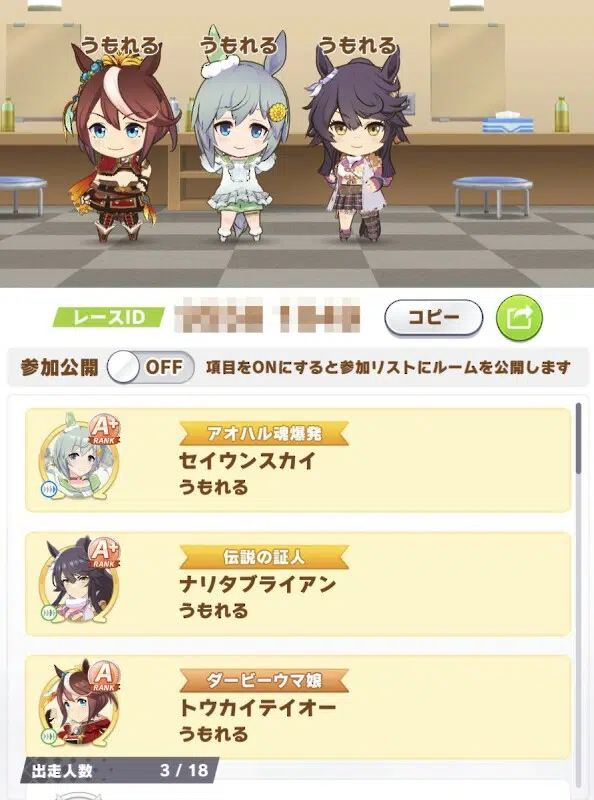 うもれる うもれる うもれる
レースID
コピー
参加公開
OFF
項目をONにすると参加リストにルームを公開します
A+
RANK
アオハル魂爆発
セイウンスカイ
うもれる
A+
RANK
伝説の証人
ナリタブライアン
うもれる
A
RANK
ダービーウマ娘
トウカイテイオー
うもれる
出走人数 3 / 18